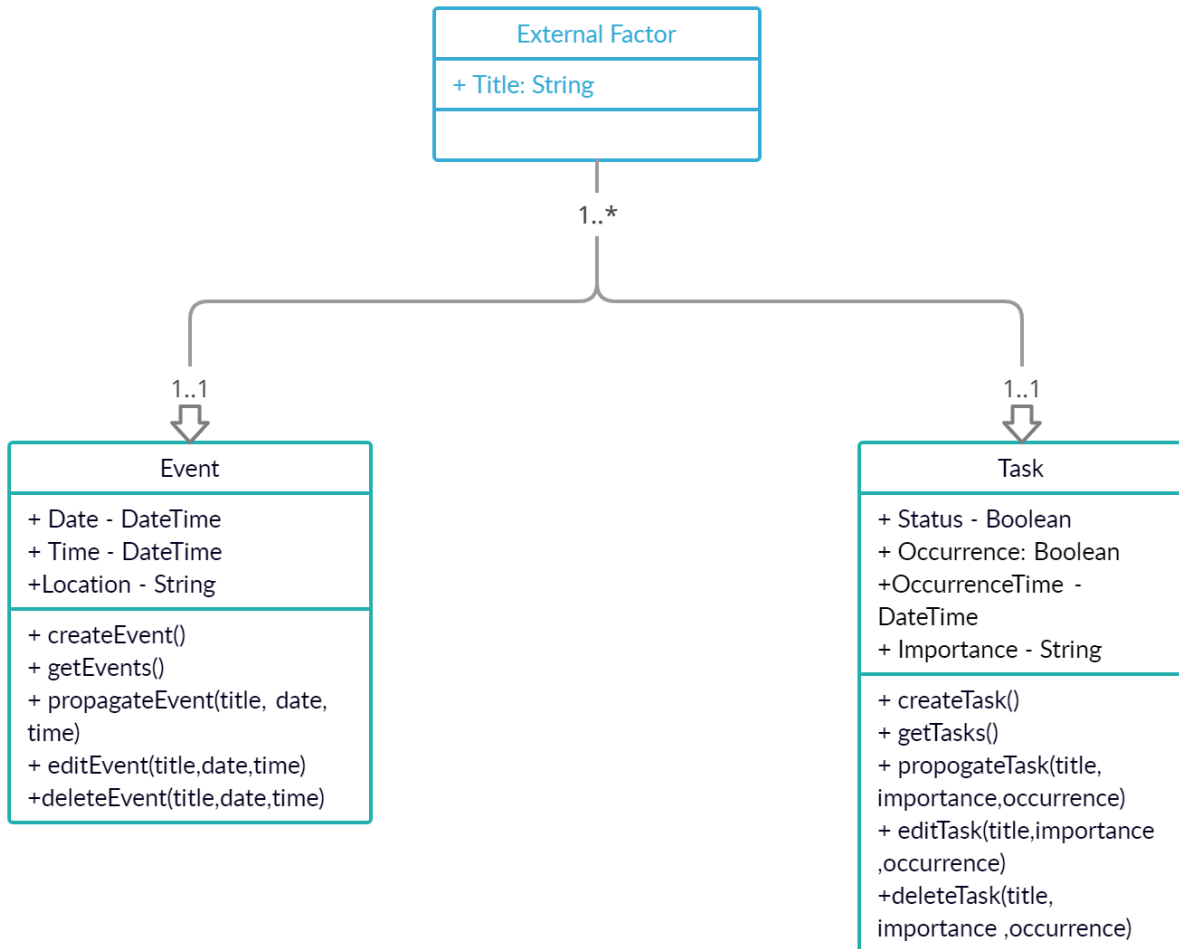 External Factor
+ Title: String
1..*
1..1
1..1
Event
+ Date - DateTime
+ Time - DateTime
+Location - String
+ createEvent()
+ getEvents()
+ propagateEvent(title, date,
time)
+ editEvent(title,date,time)
+deleteEvent(title,date,time)
Task
+ Status - Boolean
+ Occurrence: Boolean
+OccurrenceTime -
DateTime
+ Importance - String
+ createTask()
+ getTasks()
+ propogateTask(title,
importance,occurrence)
+ editTask(title,importance
,occurrence)
+deleteTask(title,
importance ,occurrence)